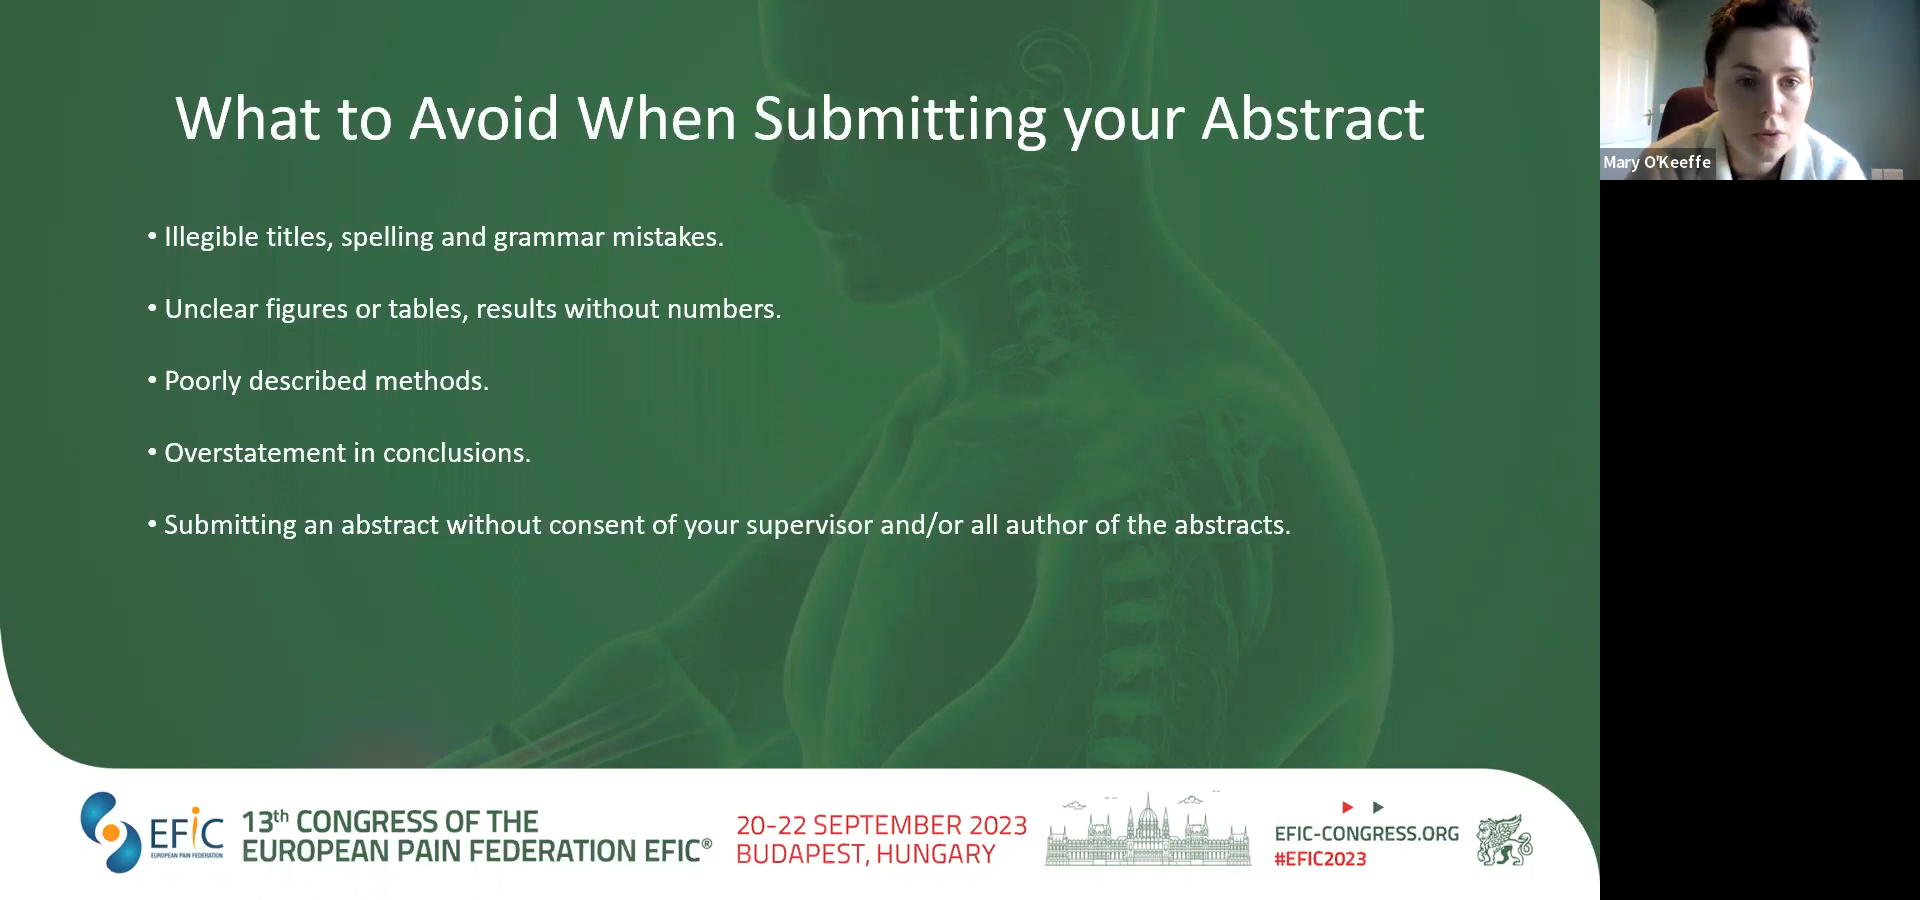 What to Avoid When Submitting your Abstract
Mary O'Keeffe
• Illegible titles, spelling and grammar mistakes.
• Unclear figures or tables, results without numbers.
• Poorly described methods.
• Overstatement in conclusions.
• Submitting an abstract without consent of your supervisor and/or all author of the abstracts.
EFiC
EUROPEAN PAIN FEDERATION
13th CONGRESS OF THE
EUROPEAN PAIN FEDERATION EFIC®
20-22 SEPTEMBER 2023
BUDAPEST, HUNGARY
EFIC-CONGRESS.ORG
#EFIC2023